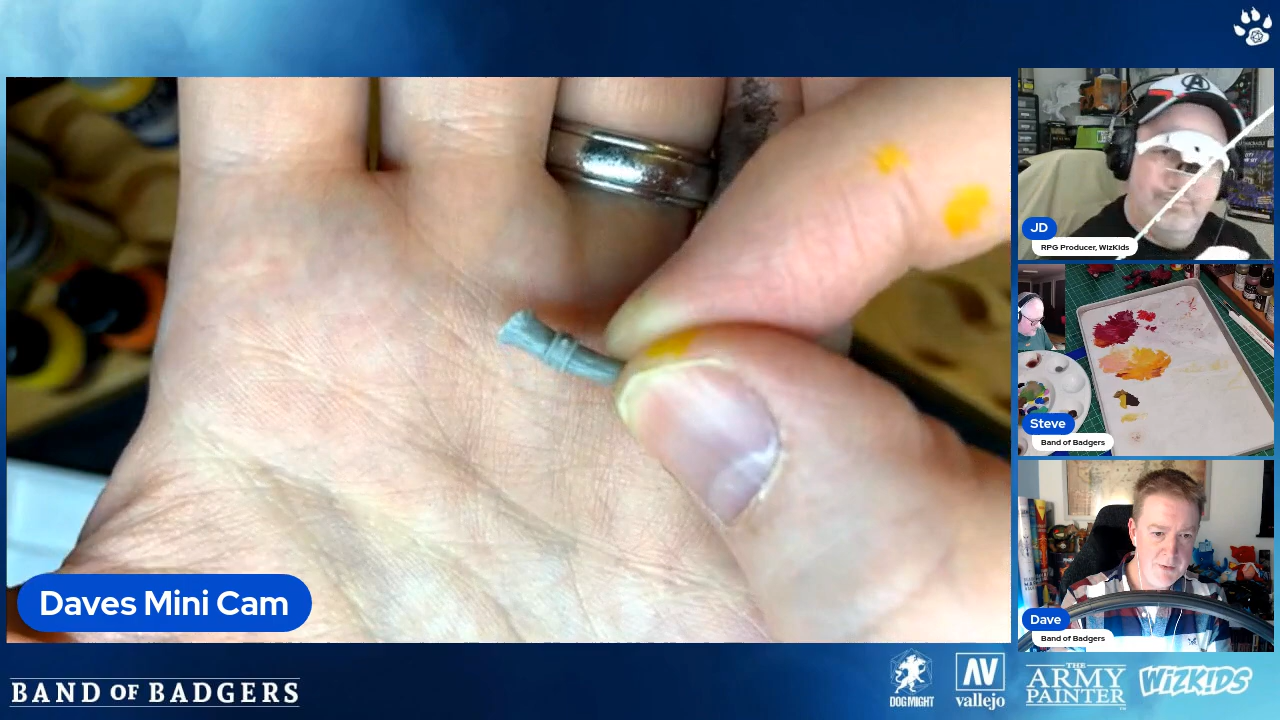 JD
RPG Producer, WizKids
Steve
Band of Badgers
Dave
Band of Badgers
Daves Mini Cam
BAND OF BADGERS
DOG MIGHT
AV
vallejo
THE
ARMY
PAINTER
WIZKIDS